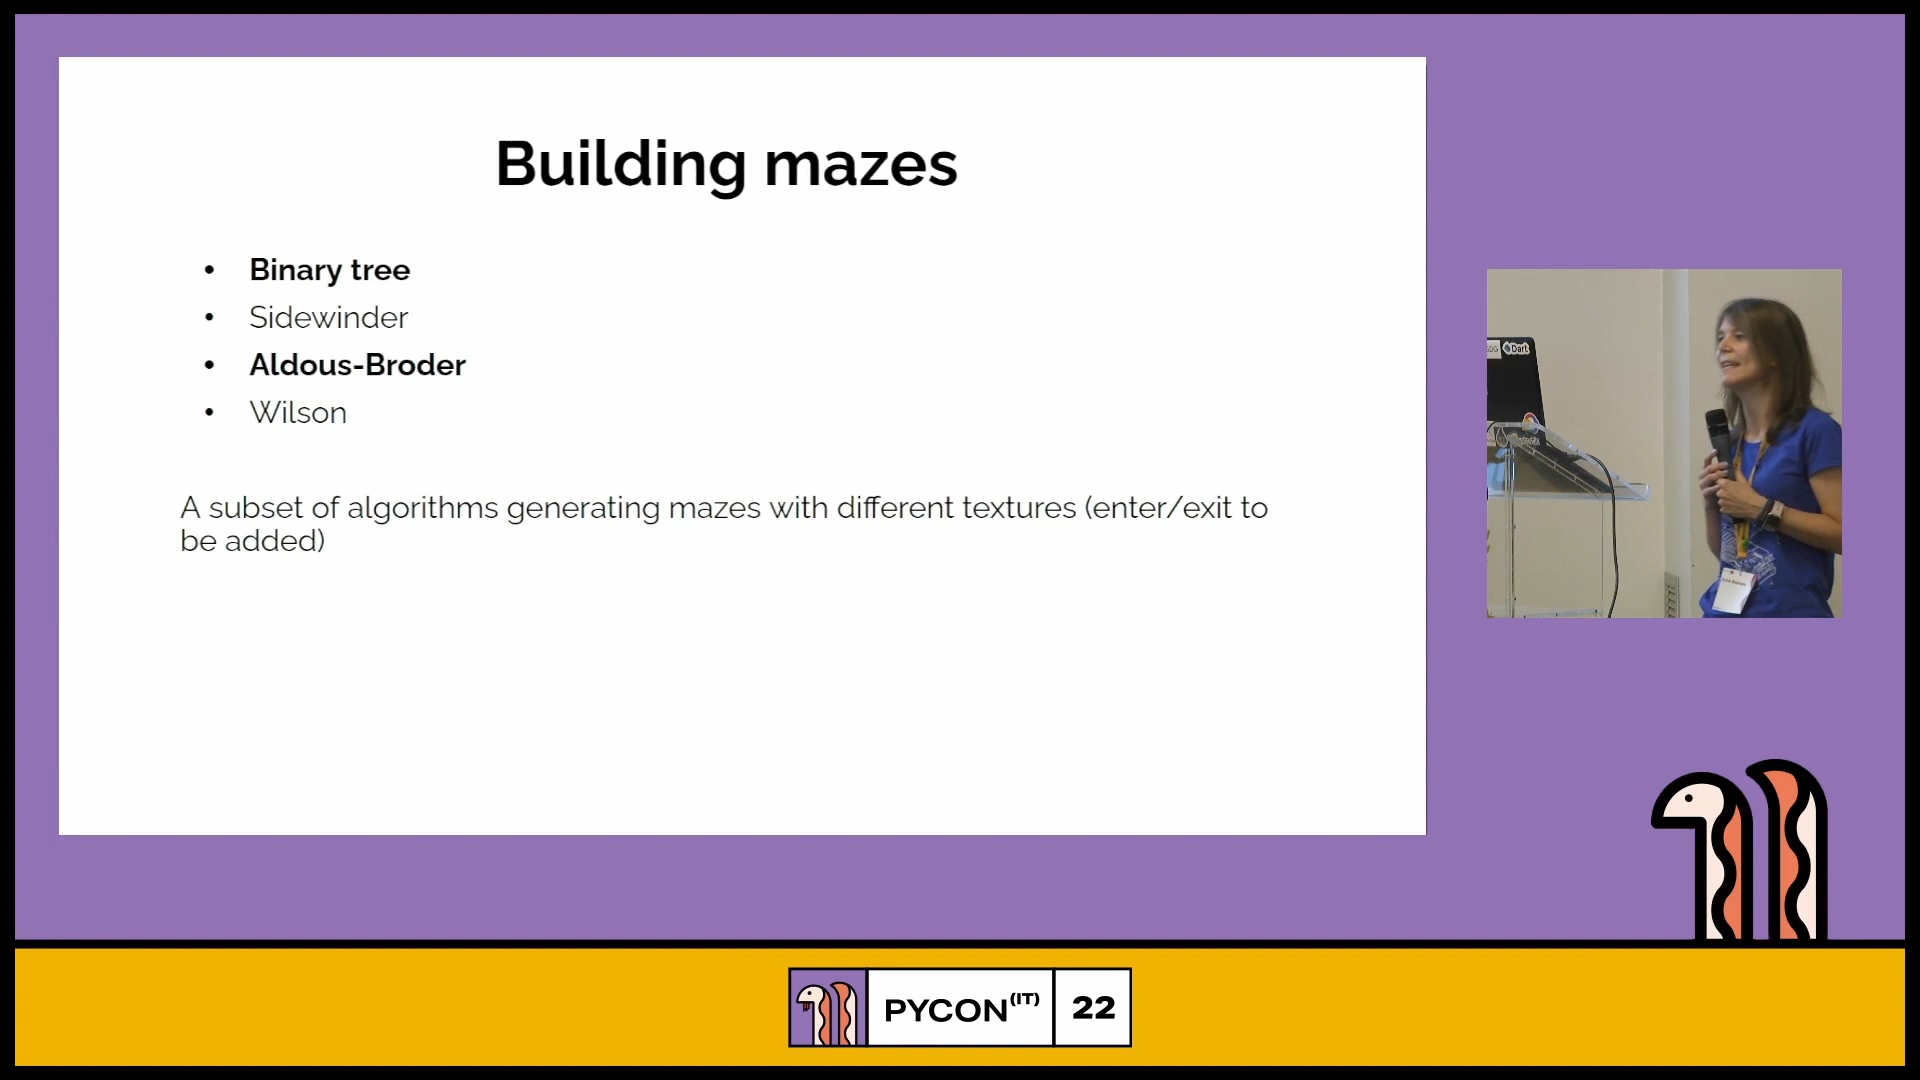 Building mazes
• Binary tree
• Sidewinder
• Aldous-Broder
• Wilson
A subset of algorithms generating mazes with different textures (enter/exit to
be added)
Dart
PYCON(IT) 22